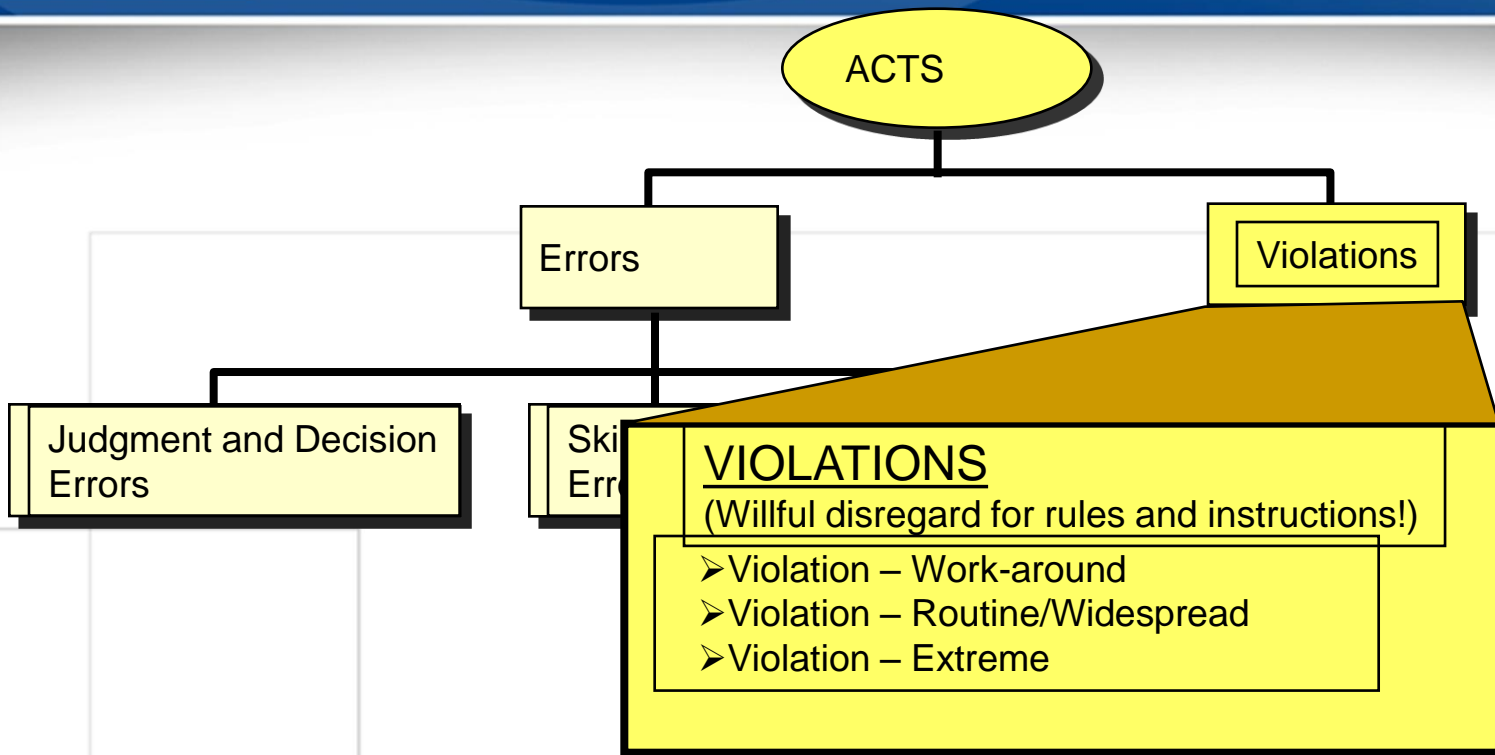 ACTS
Errors
Violations
Judgment and Decision
Errors
VIOLATIONS
(Willful disregard for rules and instructions!)
➢Violation – Work-around
➢Violation – Routine/Widespread
➢Violation – Extreme